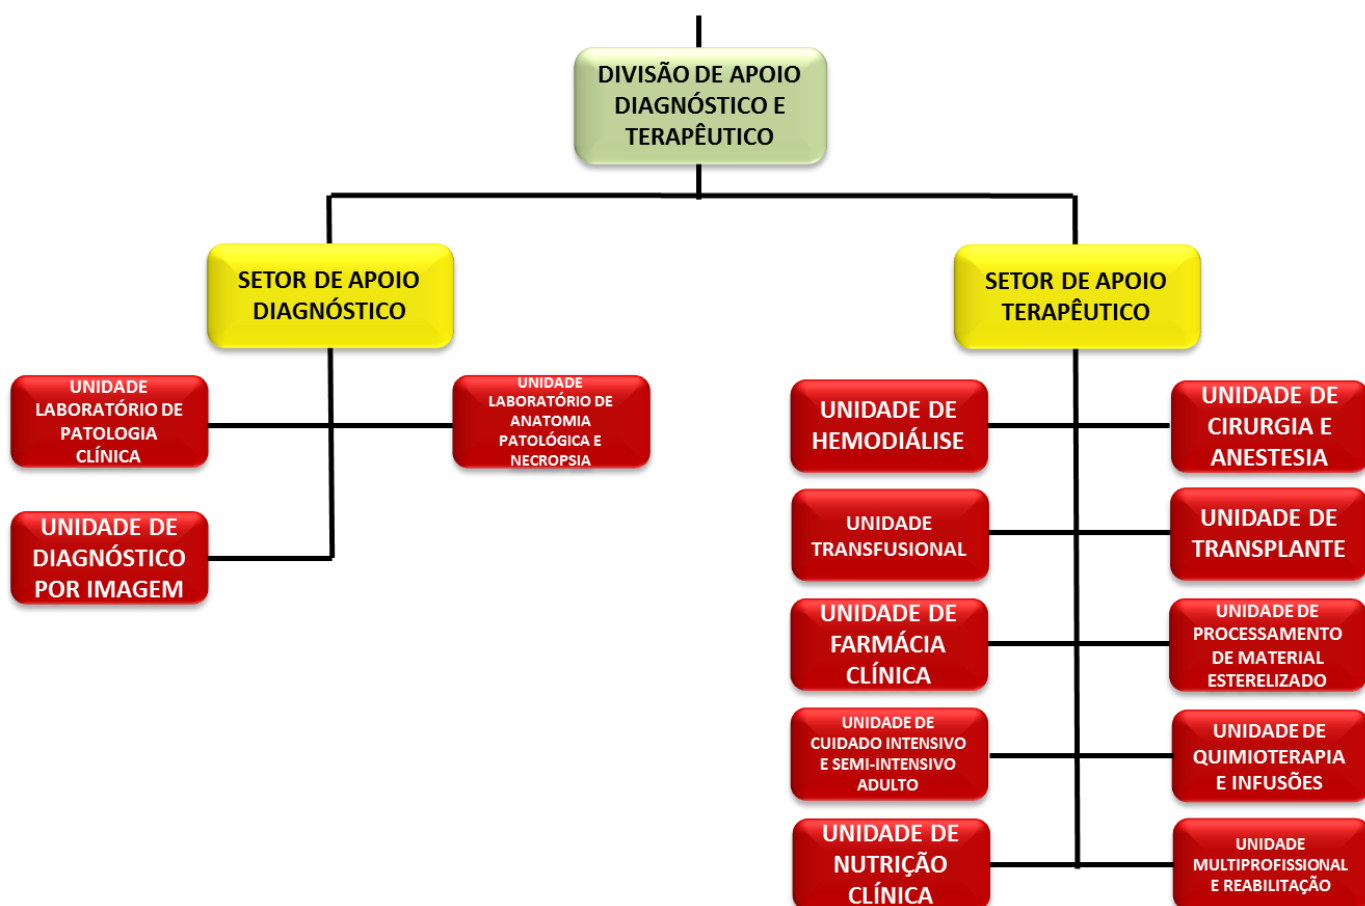 DIVISÃO DE APOIO
DIAGNÓSTICO E
TERAPÊUTICO
SETOR DE APOIO
DIAGNÓSTICO
SETOR DE APOIO
TERAPÊUTICO
UNIDADE
LABORATÓRIO DE
PATOLOGIA
CLÍNICA
UNIDADE
LABORATÓRIO DE
ANATOMIA
PATOLÓGICA E
NECROPSIA
UNIDADE DE
DIAGNÓSTICO
POR IMAGEM
UNIDADE DE
HEMODIÁLISE
UNIDADE DE
CIRURGIA E
ANESTESIA
UNIDADE
TRANSFUSIONAL
UNIDADE DE
TRANSPLANTE
UNIDADE DE
FARMÁCIA
CLÍNICA
UNIDADE DE
PROCESSAMENTO
DE MATERIAL
ESTERELIZADO
UNIDADE DE
CUIDADO INTENSIVO
E SEMI-INTENSIVO
ADULTO
UNIDADE DE
QUIMIOTERAPIA
E INFUSÕES
UNIDADE DE
NUTRIÇÃO
CLÍNICA
UNIDADE
MULTIPROFISSIONAL
E REABILITAÇÃO